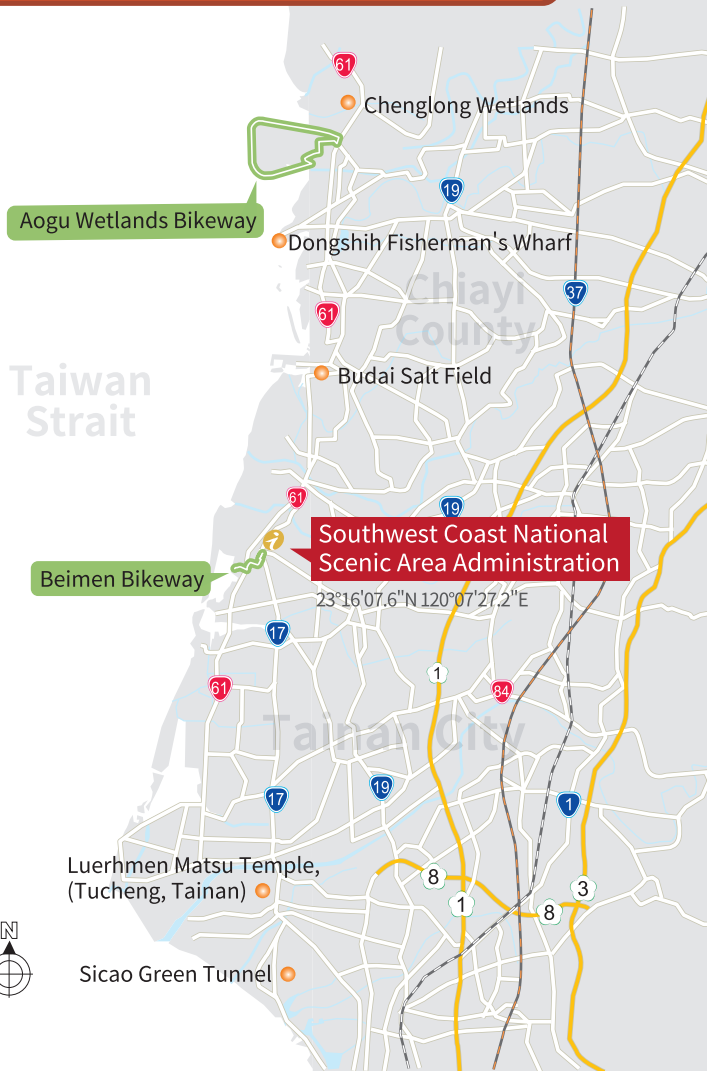 61
Chenglong Wetlands
19
Aogu Wetlands Bikeway
Dongshih Fisherman's Wharf
Chiayi
County
37
61
Taiwan
Strait
Budai Salt Field
61
19
Southwest Coast National
Scenic Area Administration
23°16'07.6"N 120°07'27.2"E
Beimen Bikeway
17
61
1
84
Tainan City
17
19
1
Luerhmen Matsu Temple,
(Tucheng, Tainan)
8
1
8
3
N
Sicao Green Tunnel